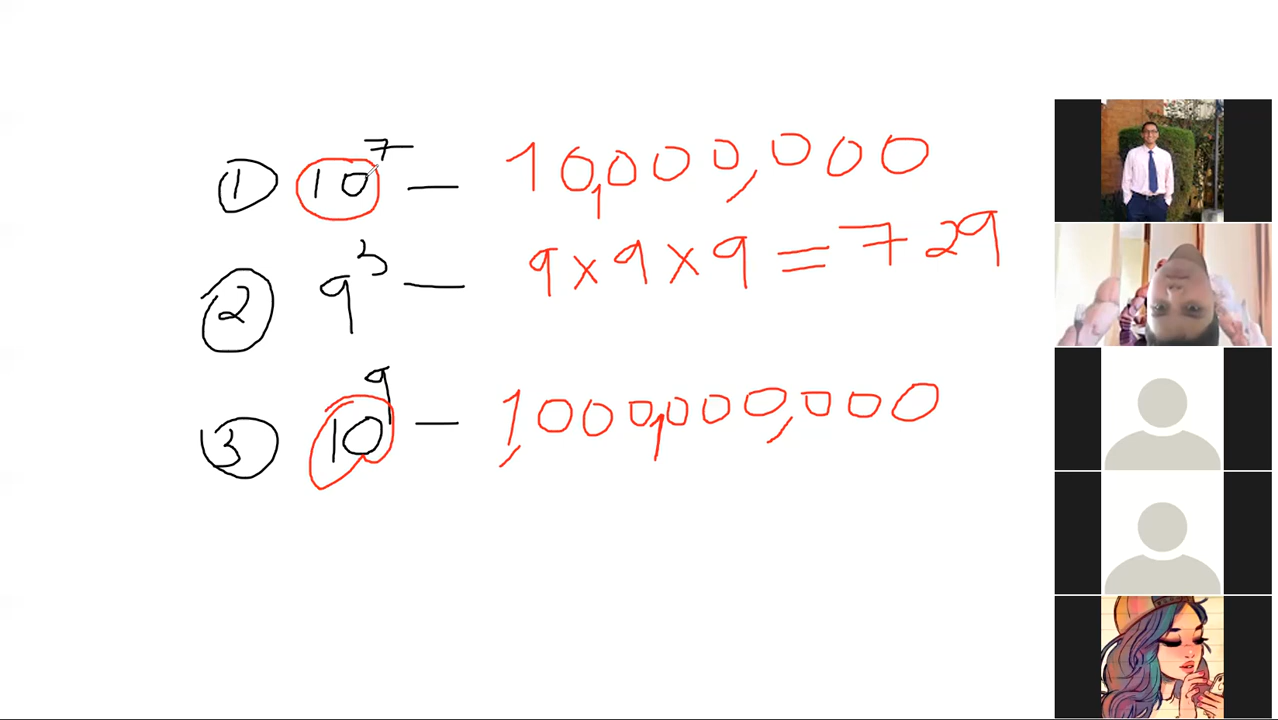 ① 10⁷ — 10,000,000
② 9³ — 9 × 9 × 9 = 729
③ 10⁹ — 1,000,000,000